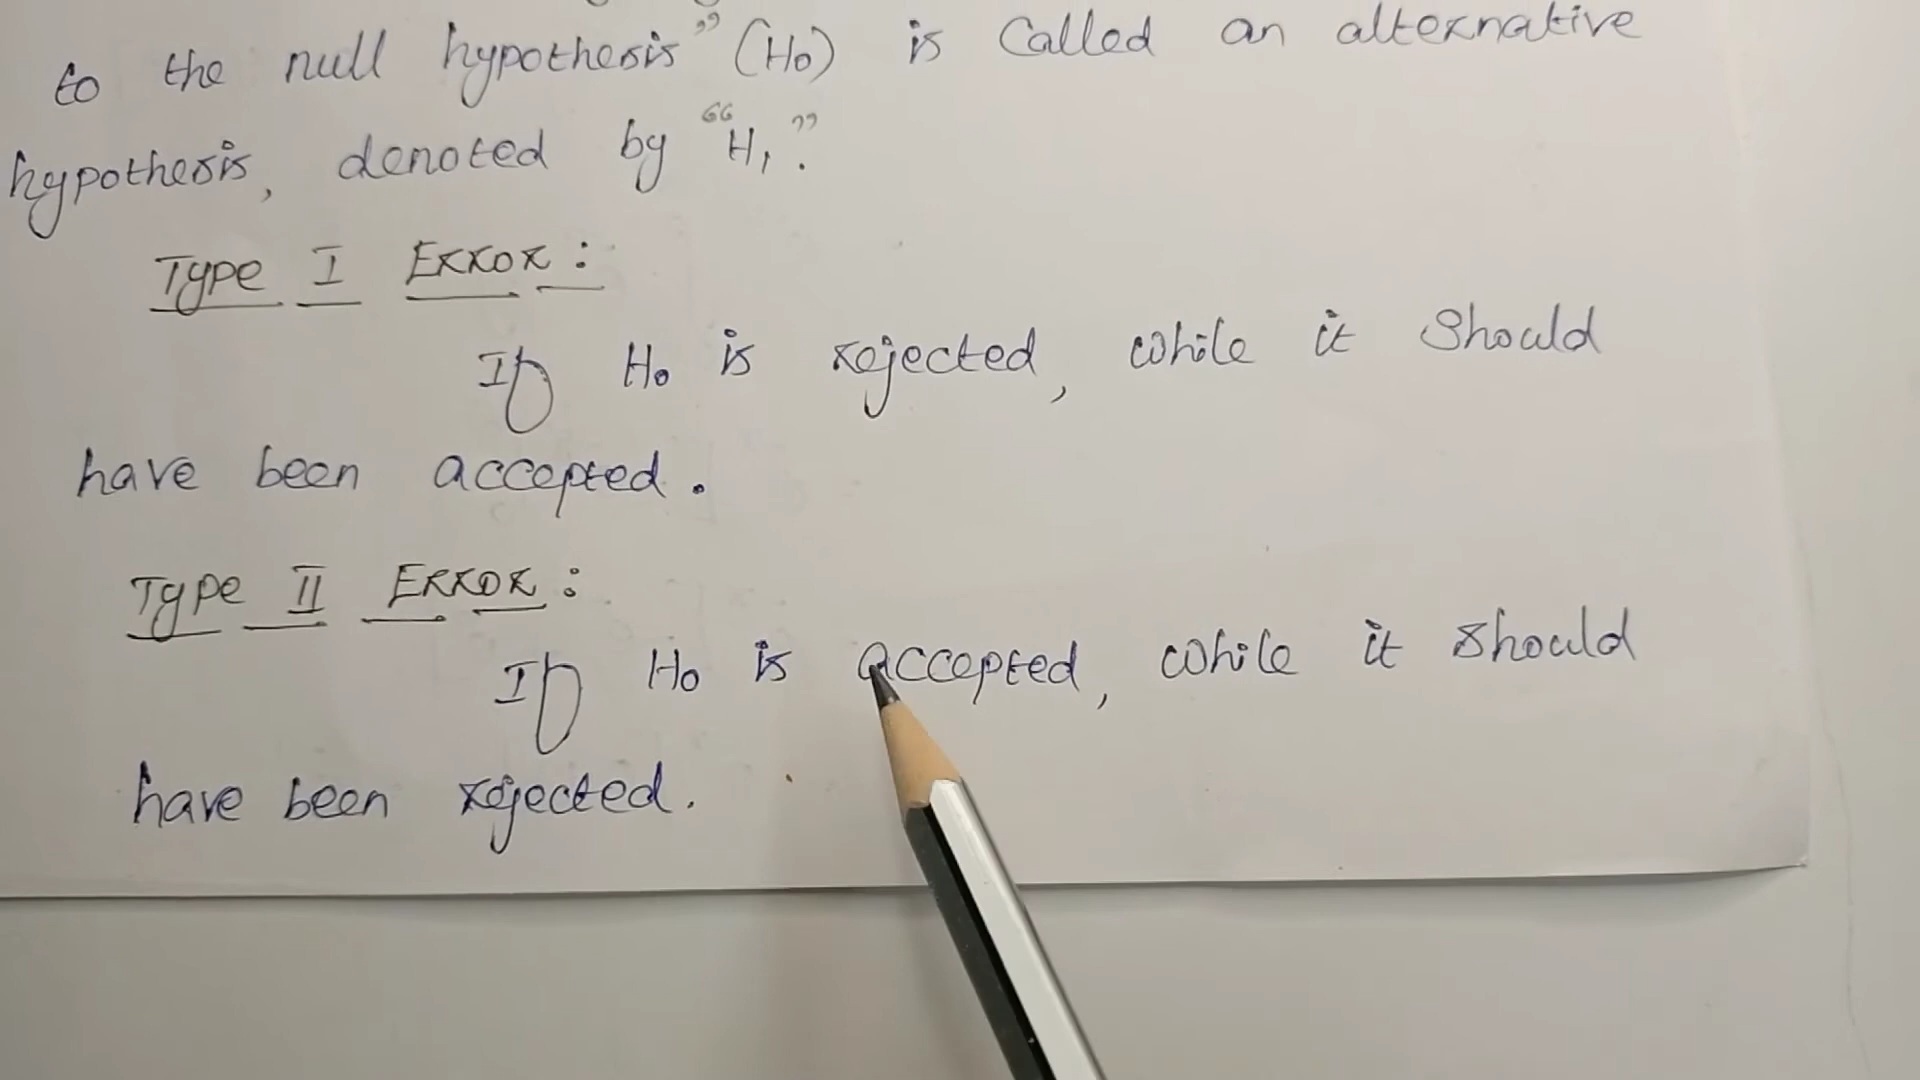 to the null hypothesis” (H₀) is called an alternative
hypothesis, denoted by “H₁”.
Type I Error:
If H₀ is rejected, while it should
have been accepted.
Type II Error:
If H₀ is accepted, while it should
have been rejected.